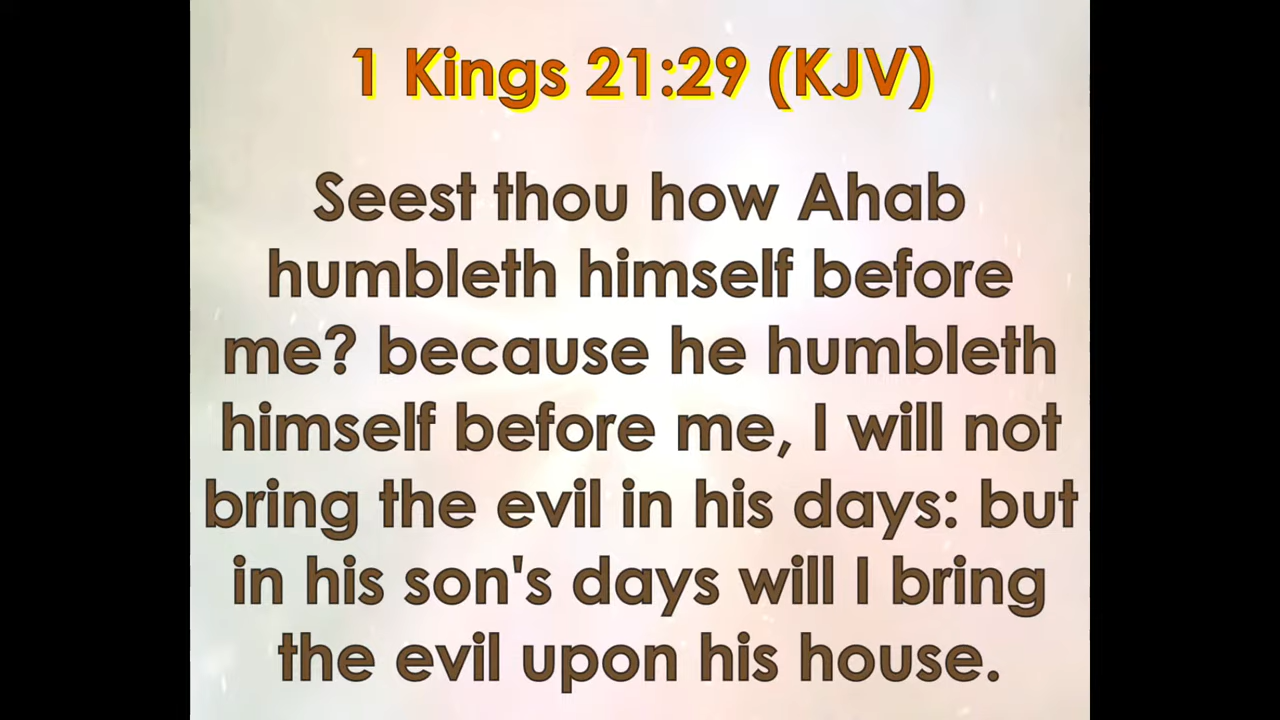 1 Kings 21:29 (KJV)
Seest thou how Ahab
humbleth himself before
me? because he humbleth
himself before me, I will not
bring the evil in his days: but
in his son's days will I bring
the evil upon his house.